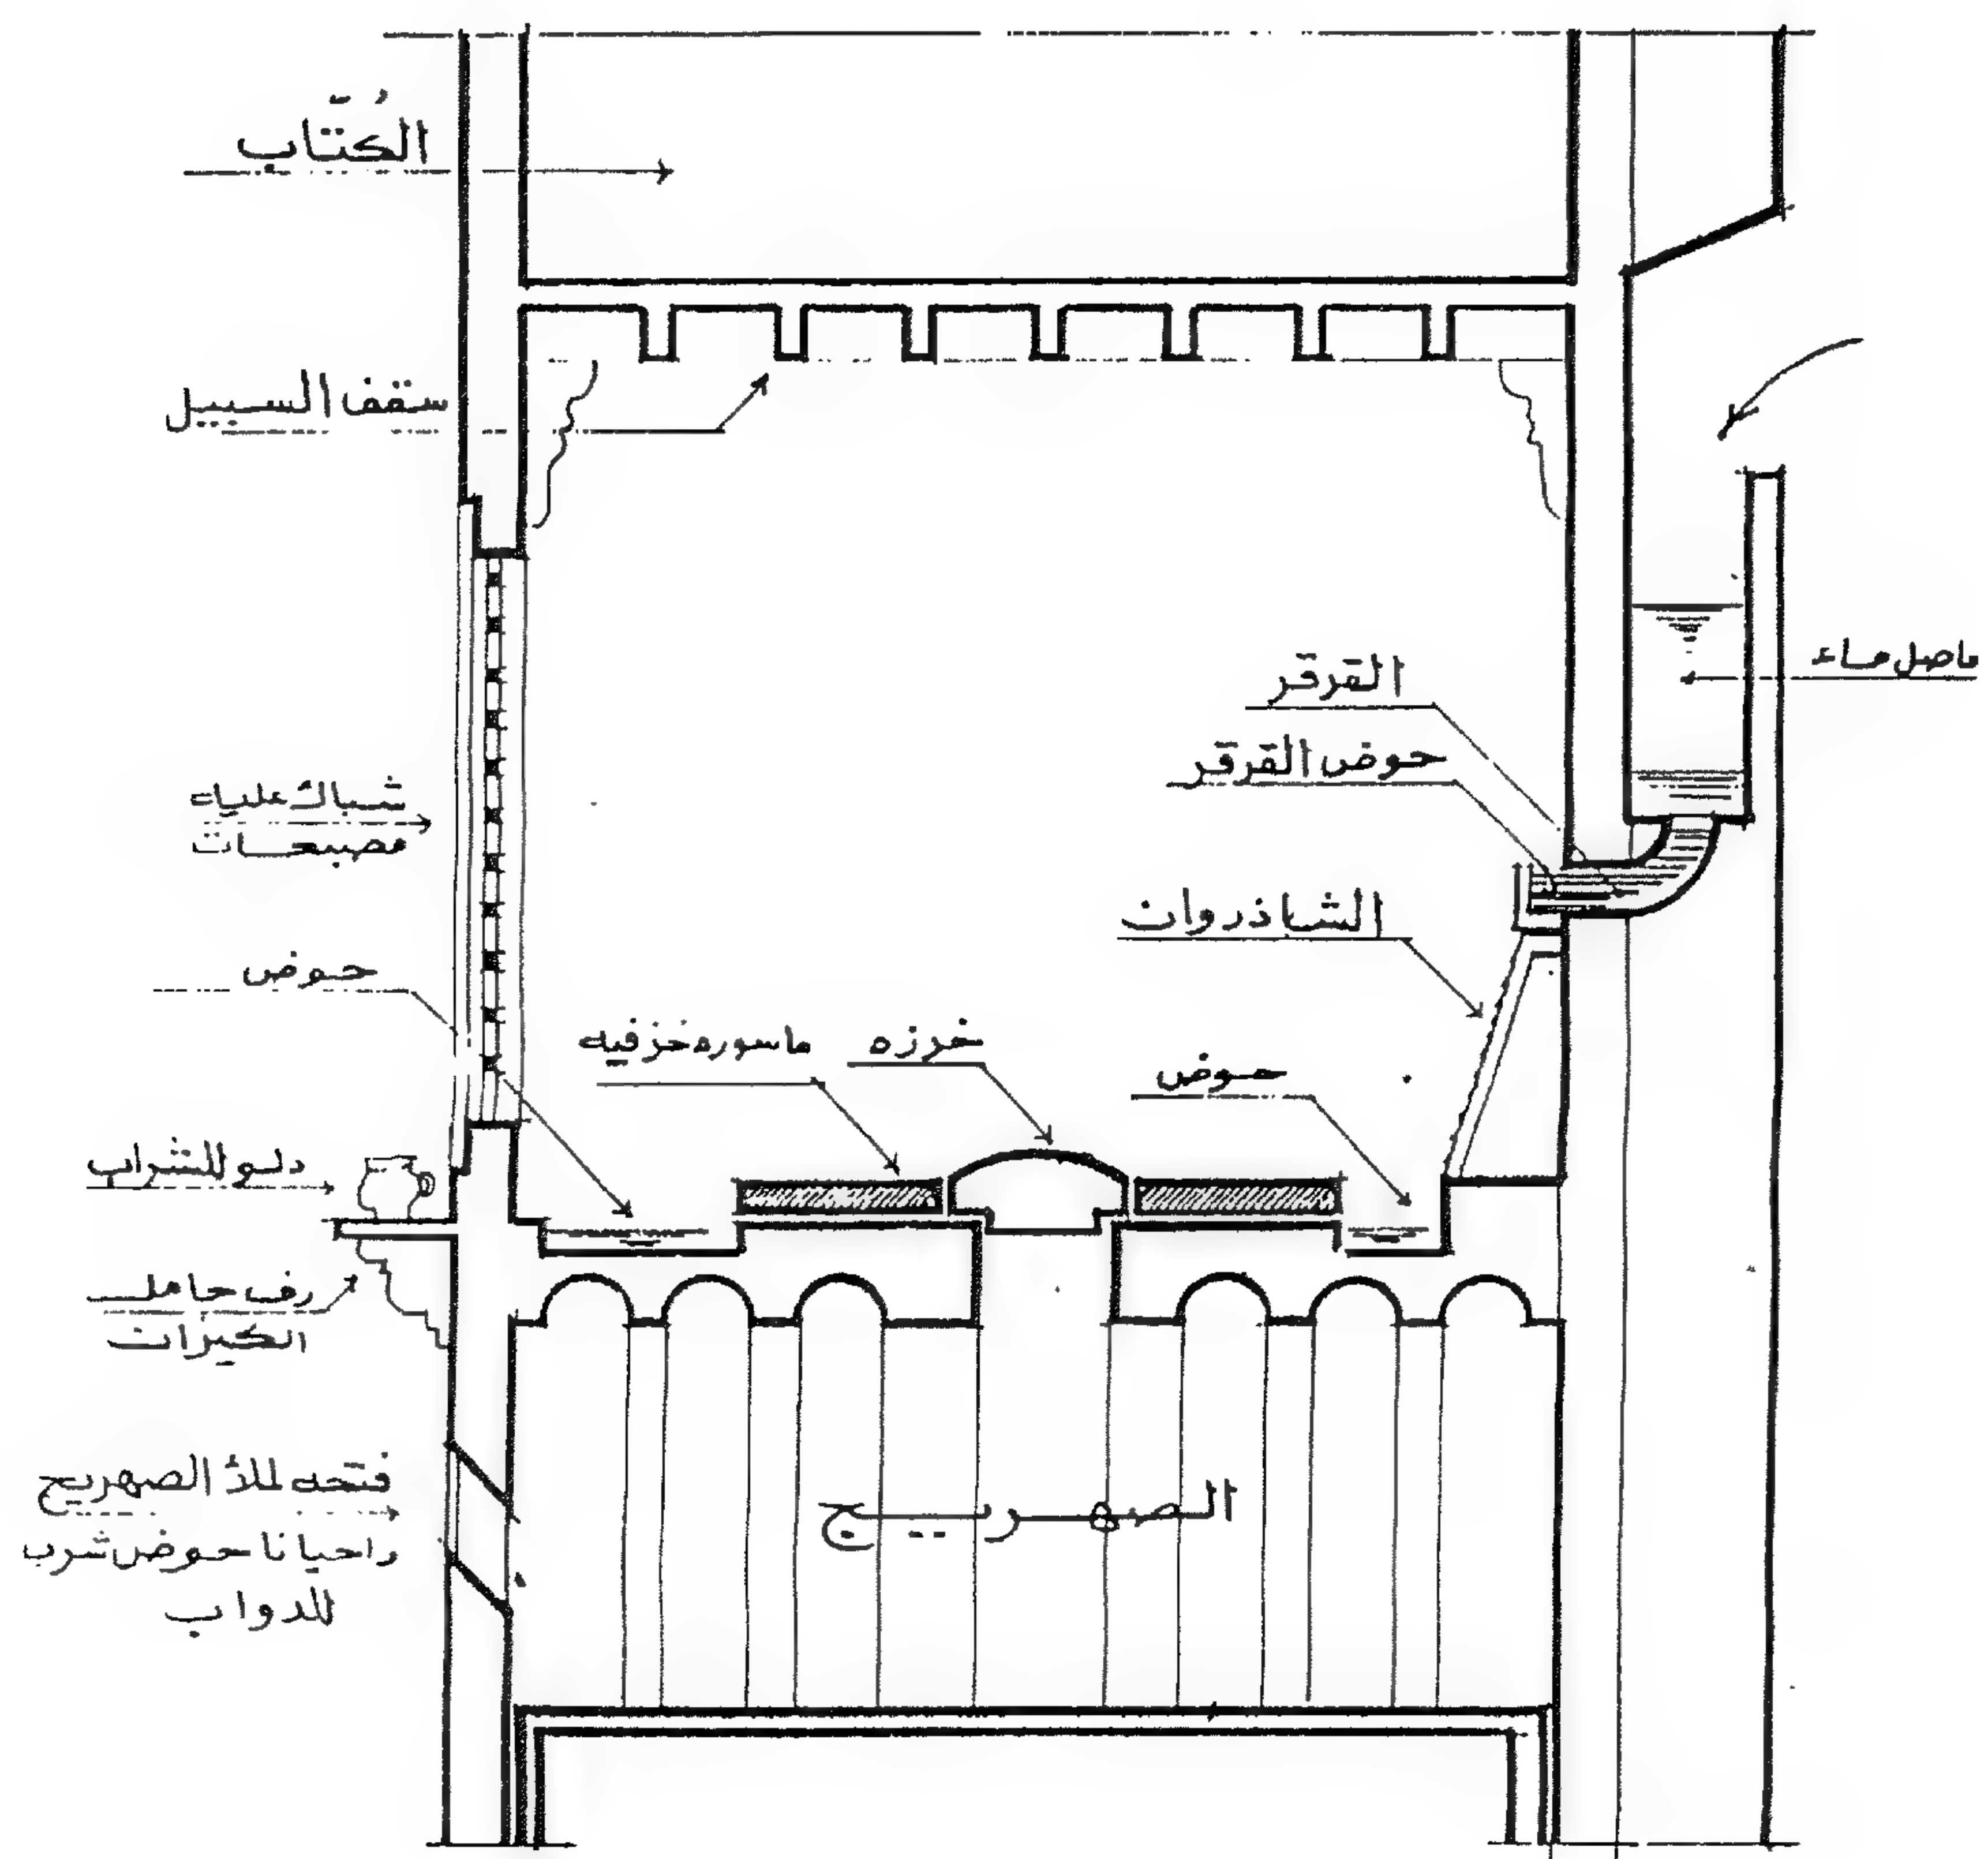 الكُتّاب
سقف السبيل
القرقر
ماصل ماء
حوض القرقر
شباك عليه
مصبعات
الشاذروان
حوض
ماسوره خزفيه
خرزه
حوض
دلو للشراب
رف حامل
الكيزات
فتحه لملأ الصهريج
واحيانا حوض شرب
للدواب
الصهريج